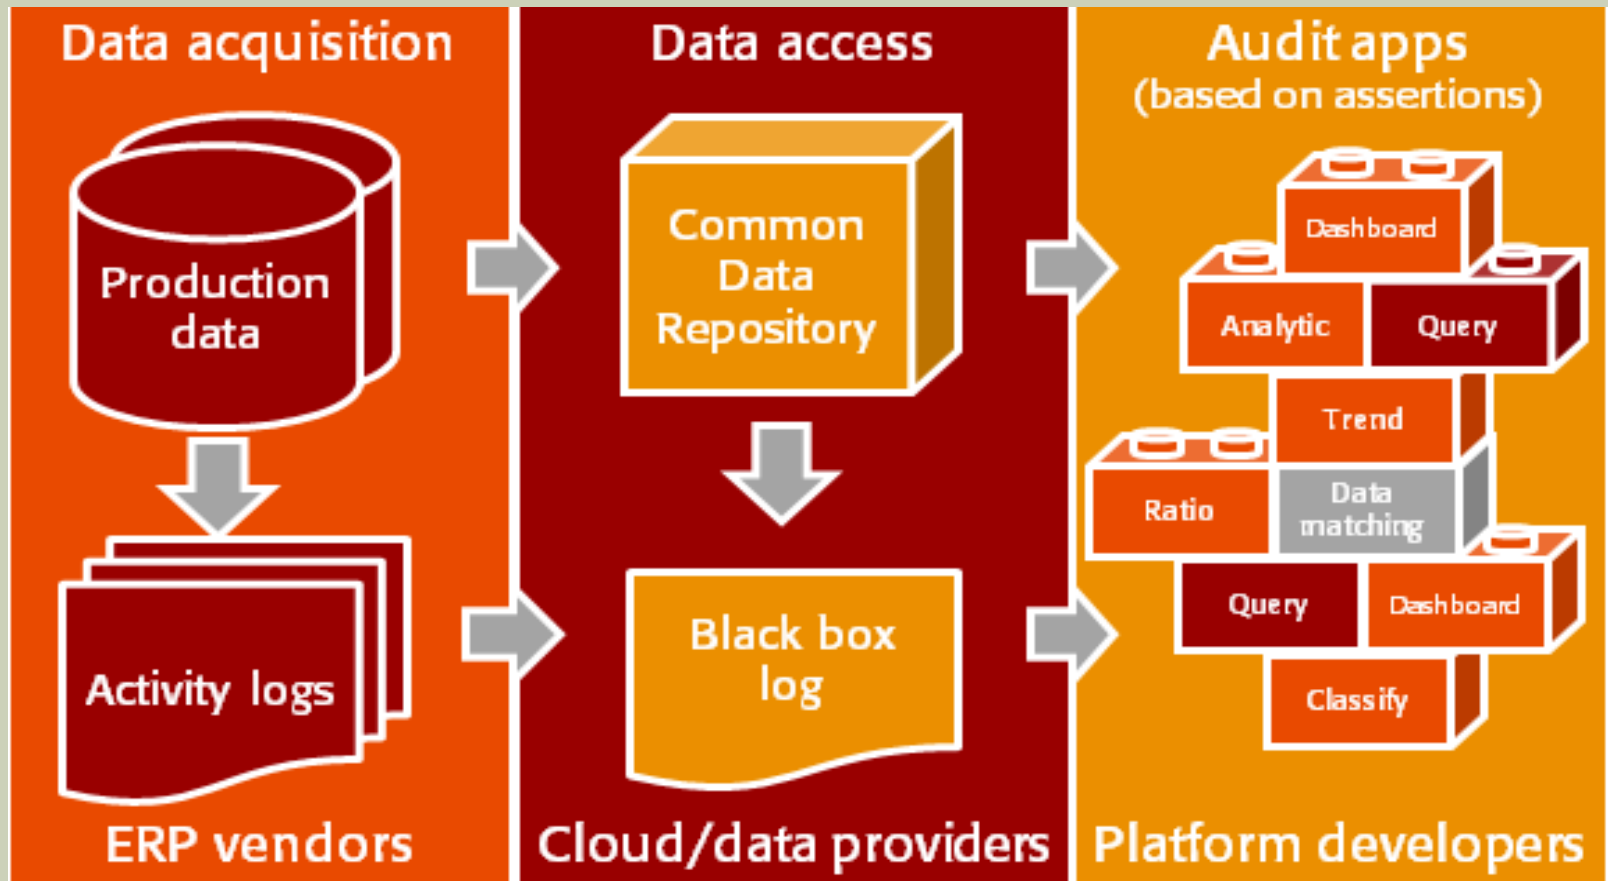 Data acquisition
Production
data
Activity logs
ERP vendors
Data access
Common
Data
Repository
Black box
log
Cloud/data providers
Audit apps
(based on assertions)
Dashboard
Analytic
Query
Trend
Ratio
Data
matching
Query
Dashboard
Classify
Platform developers